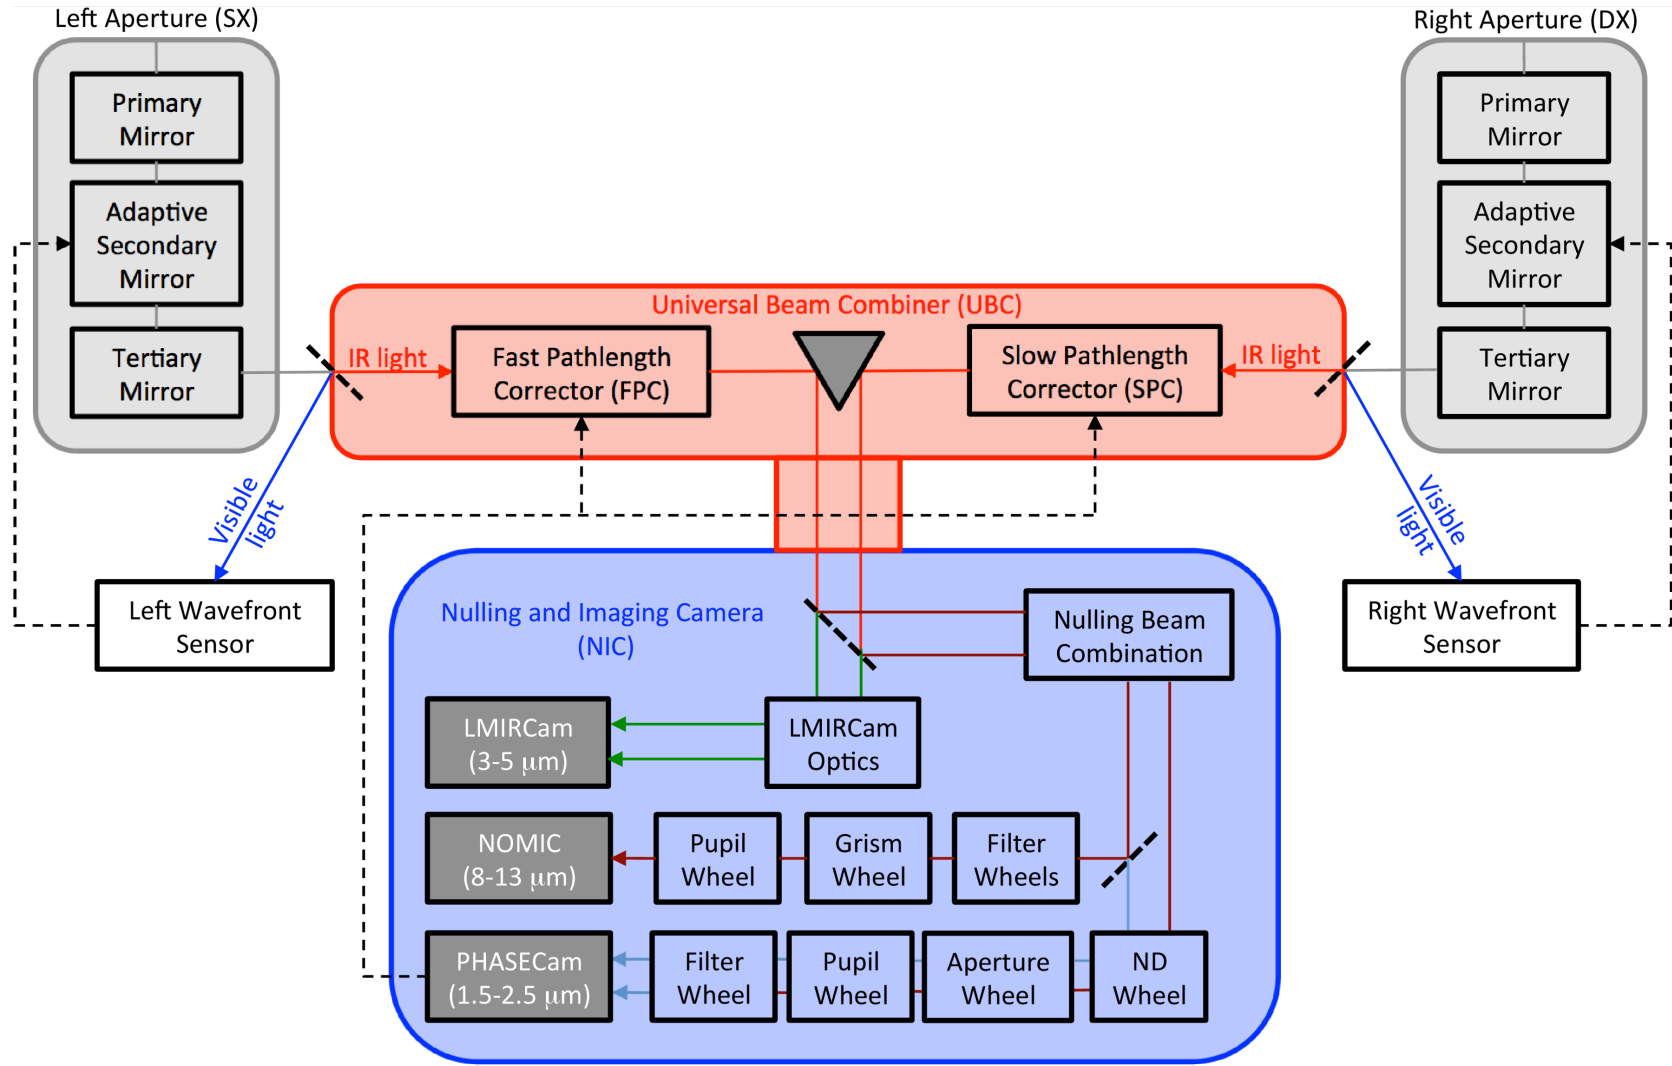 Left Aperture (SX)
Right Aperture (DX)
Primary
Mirror
Adaptive
Secondary
Mirror
Tertiary
Mirror
Primary
Mirror
Adaptive
Secondary
Mirror
Tertiary
Mirror
Universal Beam Combiner (UBC)
IR light
Fast Pathlength
Corrector (FPC)
Slow Pathlength
Corrector (SPC)
IR light
Visible
light
Visible
light
Left Wavefront
Sensor
Right Wavefront
Sensor
Nulling and Imaging Camera
(NIC)
Nulling Beam
Combination
LMIRCam
(3-5 μm)
LMIRCam
Optics
NOMIC
(8-13 μm)
Pupil
Wheel
Grism
Wheel
Filter
Wheels
PHASECam
(1.5-2.5 μm)
Filter
Wheel
Pupil
Wheel
Aperture
Wheel
ND
Wheel